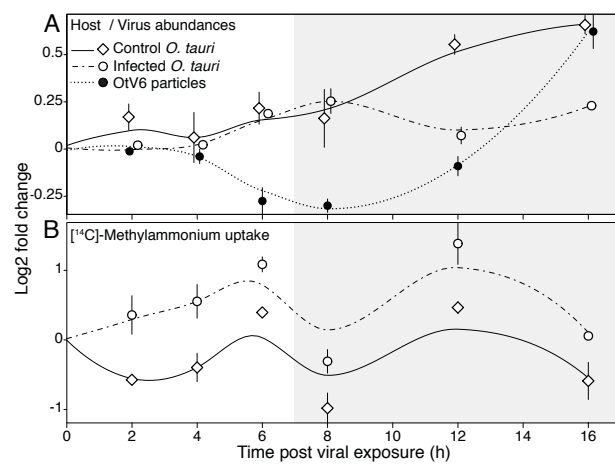 A
Host / Virus abundances
Control O. tauri
Infected O. tauri
OtV6 particles
0.5
0.25
0
-0.25
Log2 fold change
B
[¹⁴C]-Methylammonium uptake
1
0
-1
0 2 4 6 8 10 12 14 16
Time post viral exposure (h)